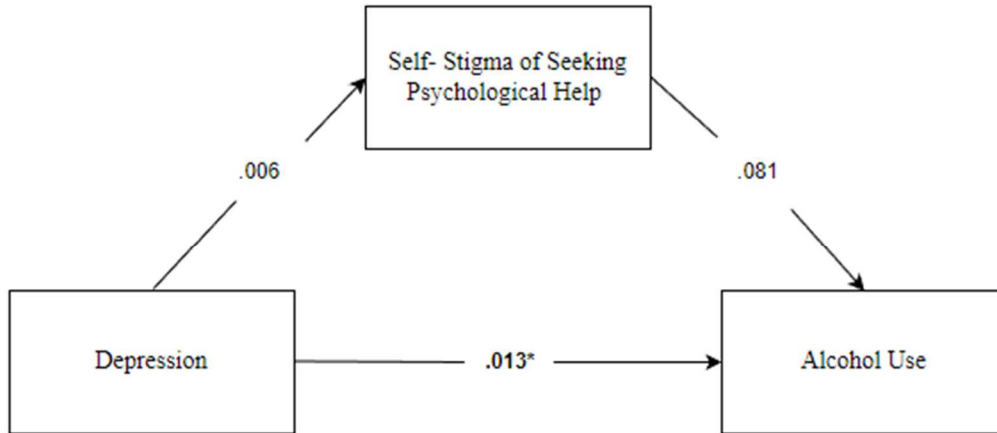 Self- Stigma of Seeking
Psychological Help
.006
.081
Depression
.013*
Alcohol Use